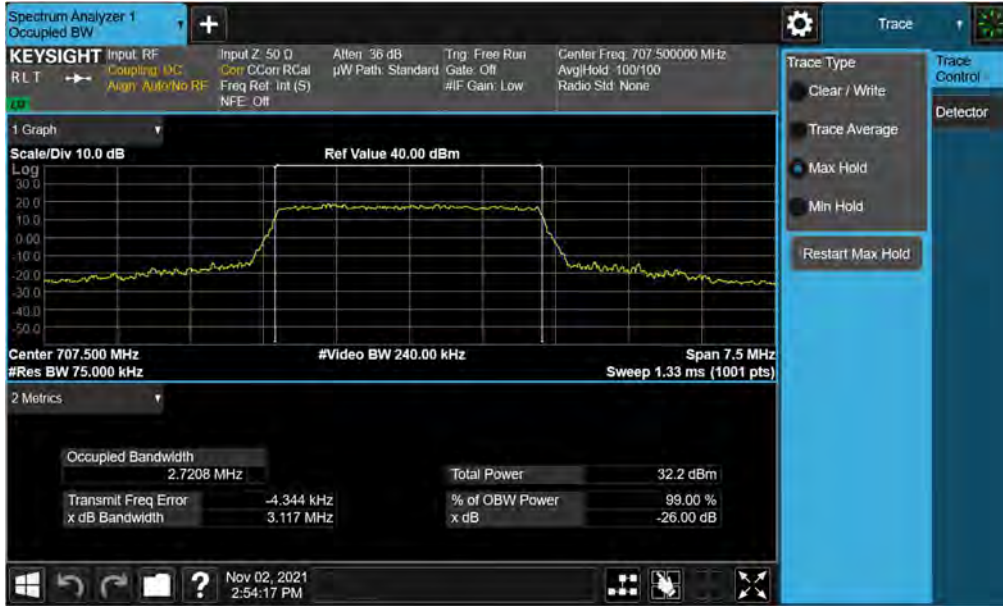 Spectrum Analyzer 1
Occupied BW
+
Trace
KEYSIGHT Input: RF Input Z: 50 Ω Atten: 36 dB Trig: Free Run Center Freq: 707.500000 MHz
RLT Coupling: DC Corr CCorr RCal µW Path: Standard Gate: Off Avg|Hold: 100/100
Align: Auto/No RF Freq Ref: Int (S) #IF Gain: Low Radio Std: None
NFE: Off
Trace Type
Clear / Write
Trace Average
Max Hold
Min Hold
Restart Max Hold
Trace
Control
Detector
1 Graph
Scale/Div 10.0 dB Ref Value 40.00 dBm
Log
30.0
20.0
10.0
0.00
-10.0
-20.0
-30.0
-40.0
-50.0
Center 707.500 MHz #Video BW 240.00 kHz Span 7.5 MHz
#Res BW 75.000 kHz Sweep 1.33 ms (1001 pts)
2 Metrics
Occupied Bandwidth
2.7208 MHz Total Power 32.2 dBm
Transmit Freq Error -4.344 kHz % of OBW Power 99.00 %
x dB Bandwidth 3.117 MHz x dB -26.00 dB
? Nov 02, 2021
2:54:17 PM